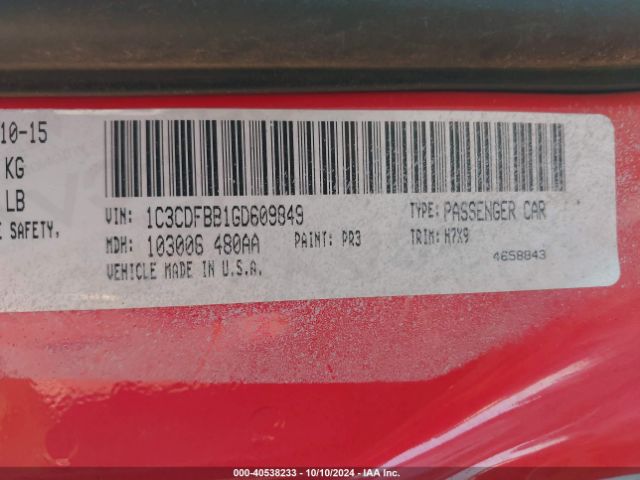 10-15
KG
LB
E SAFETY,
VIN: 1C3CDFBB1GD609849
TYPE: PASSENGER CAR
MDH: 10300G 480AA
PAINT: PR3
TRIM: H7X9
VEHICLE MADE IN U.S.A.
4658843
000-40538233 - 10/10/2024 - IAA Inc.